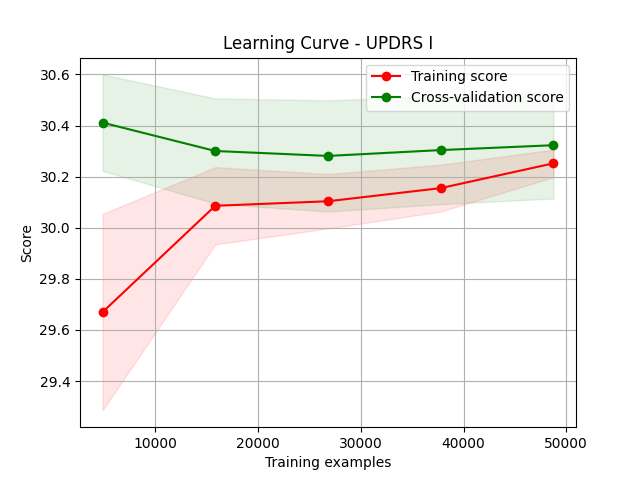 Learning Curve - UPDRS I
Training score
Cross-validation score
30.6
30.4
30.2
30.0
29.8
29.6
29.4
Score
10000 20000 30000 40000 50000
Training examples